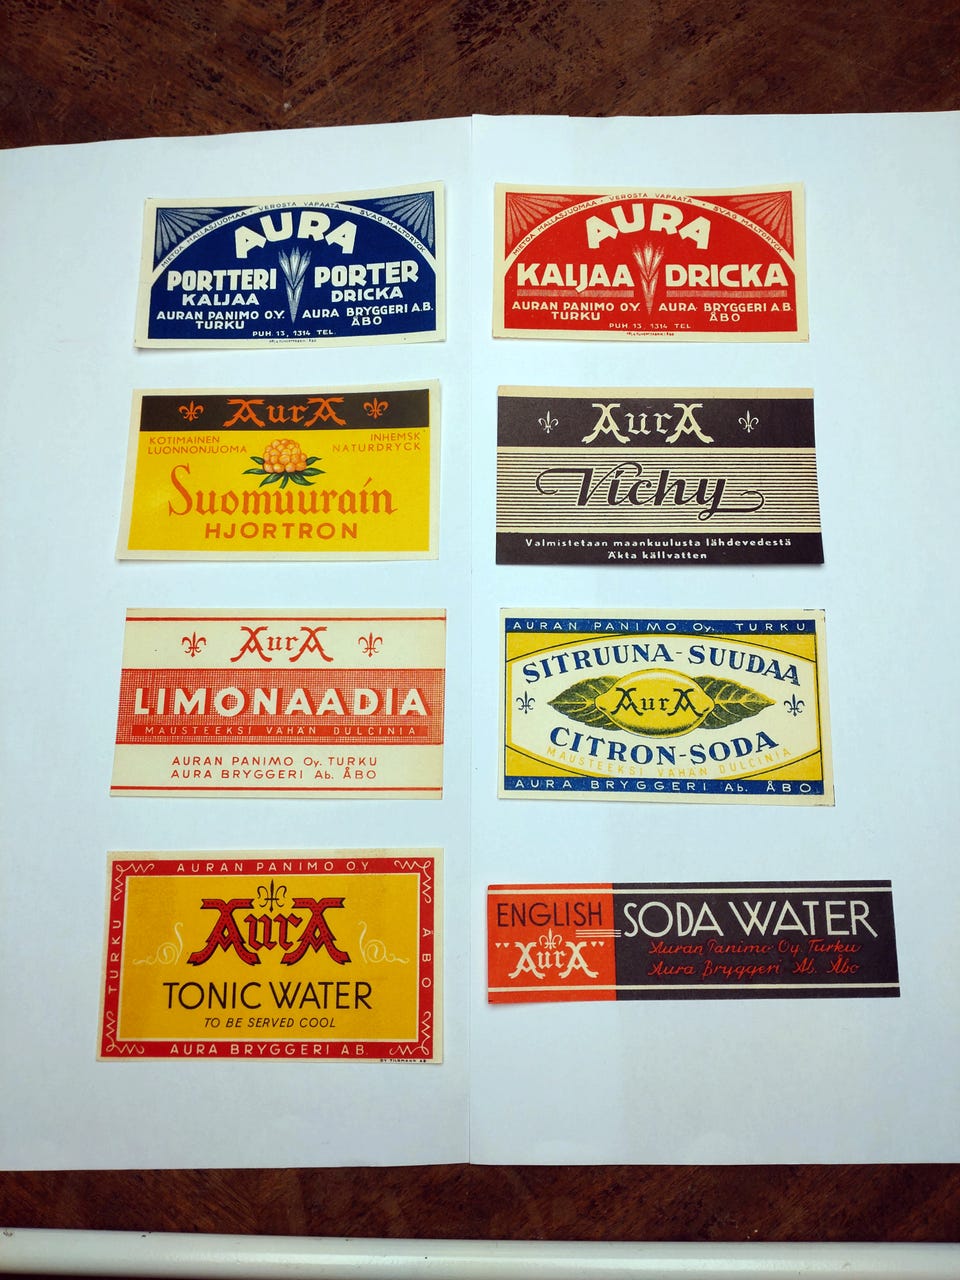 MIETOA MALLASJUOMAA · VEROSTA VAPAATA · SVAG MALTDRYCK
AURA
PORTTERI PORTER
KALJAA DRICKA
AURAN PANIMO O.Y. AURA BRYGGERI A.B.
TURKU ÅBO
PUH. 13, 1314 TEL.
MIETOA MALLASJUOMAA · VEROSTA VAPAATA · SVAG MALTDRYCK
AURA
KALJAA DRICKA
AURAN PANIMO O.Y. AURA BRYGGERI A.B.
TURKU ÅBO
PUH. 13, 1314 TEL.
AurA
KOTIMAINEN INHEMSK
LUONNONJUOMA NATURDRYCK
Suomuurain
HJORTRON
AurA
Vichy
Valmistetaan maankuulusta lähdevedestä
Äkta källvatten
AurA
LIMONAADIA
MAUSTEEKSI VÄHÄN DULCINIA
AURAN PANIMO Oy. TURKU
AURA BRYGGERI Ab. ÅBO
AURAN PANIMO Oy. TURKU
SITRUUNA-SUUDAA
AurA
CITRON-SODA
MAUSTEEKSI VÄHÄN DULCINIA
AURA BRYGGERI Ab. ÅBO
AURAN PANIMO OY
TURKU
AurA
ÅBO
TONIC WATER
TO BE SERVED COOL
AURA BRYGGERI AB.
OY TILGMANN AB
ENGLISH SODA WATER
"AurA" Auran Panimo Oy. Turku
Aura Bryggeri Ab. Åbo